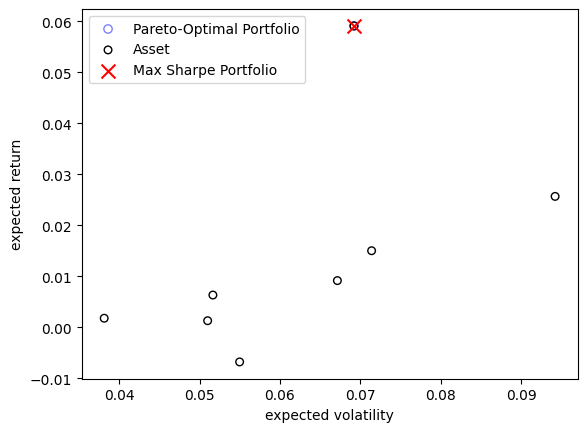 Pareto-Optimal Portfolio
Asset
Max Sharpe Portfolio
0.06
0.05
0.04
0.03
0.02
0.01
0.00
−0.01
expected return
0.04 0.05 0.06 0.07 0.08 0.09
expected volatility